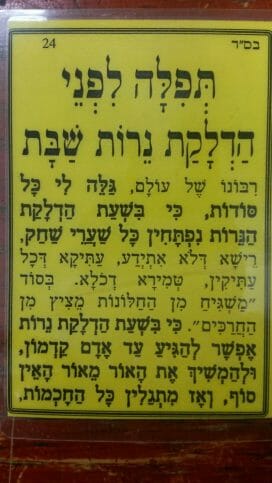 בס״ד 24
תְּפִלָּה לִפְנֵי
הַדְלָקַת נֵרוֹת שַׁבָּת
רִבּוֹנוֹ שֶׁל עוֹלָם, גַּלֵּה לִי כָּל
סוֹדוֹת, כִּי בִּשְׁעַת הַדְלָקַת
הַנֵּרוֹת נִפְתָּחִין כָּל שַׁעֲרֵי שַׁחַק,
רֵישָׁא דְּלֹא אִתְיְדַע, עַתִּיקָא דְּכָל
עַתִּיקִין, טְמִירָא דְכֹלָּא. בְּסוֹד
״מַשְׁגִּיחַ מִן הַחַלּוֹנוֹת מֵצִיץ מִן
הַחֲרַכִּים״. כִּי בִּשְׁעַת הַדְלָקַת נֵרוֹת
אֶפְשָׁר לְהַגִּיעַ עַד אָדָם קַדְמוֹן,
וּלְהַמְשִׁיךְ אֶת הָאוֹר מֵאוֹר הָאֵין
סוֹף, וְאָז מִתְגַּלִּין כָּל הַחָכְמוֹת,